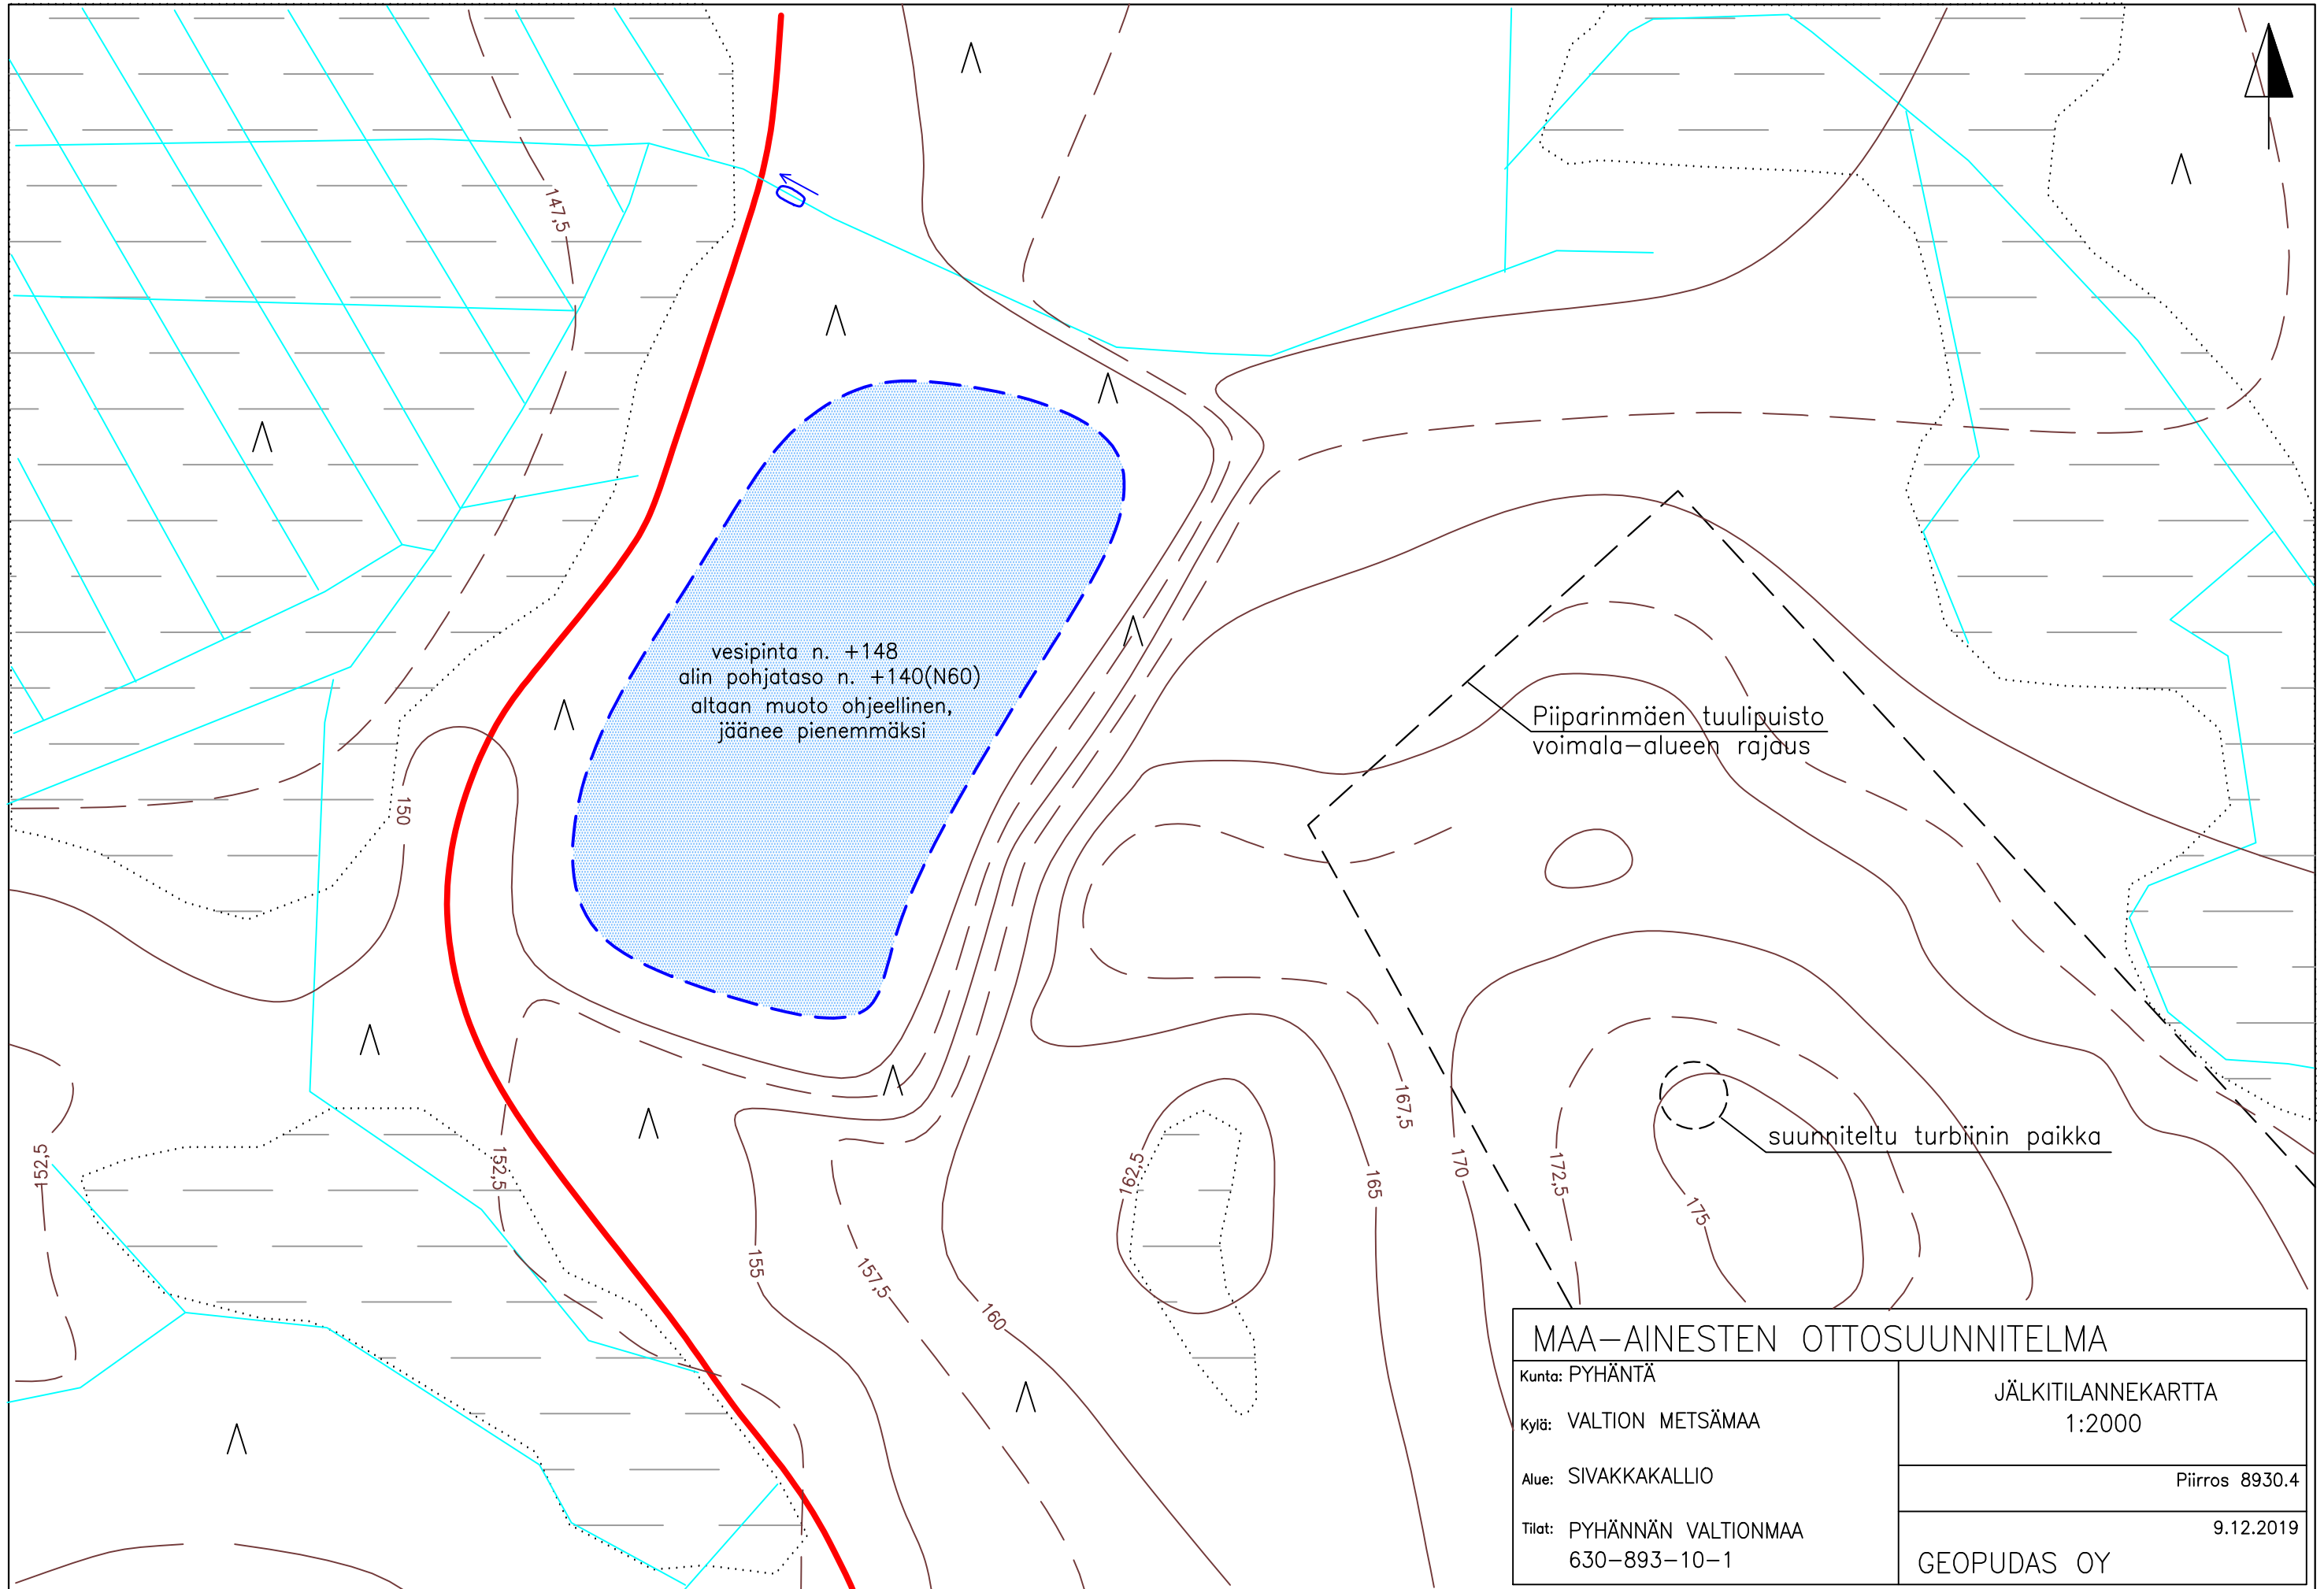 147,5
vesipinta n. +148
alin pohjataso n. +140(N60)
altaan muoto ohjeellinen,
jäänee pienemmäksi
Piiparinmäen tuulipuisto
voimala-alueen rajaus
150
152,5
152,5
162,5
167,5
165
170
172,5
175
suunniteltu turbiinin paikka
155
157,5
160
MAA-AINESTEN OTTOSUUNNITELMA
Kunta: PYHÄNTÄ
Kylä: VALTION METSÄMAA
Alue: SIVAKKAKALLIO
Tilat: PYHÄNNÄN VALTIONMAA
630-893-10-1
JÄLKITILANNEKARTTA
1:2000
Piirros 8930.4
9.12.2019
GEOPUDAS OY